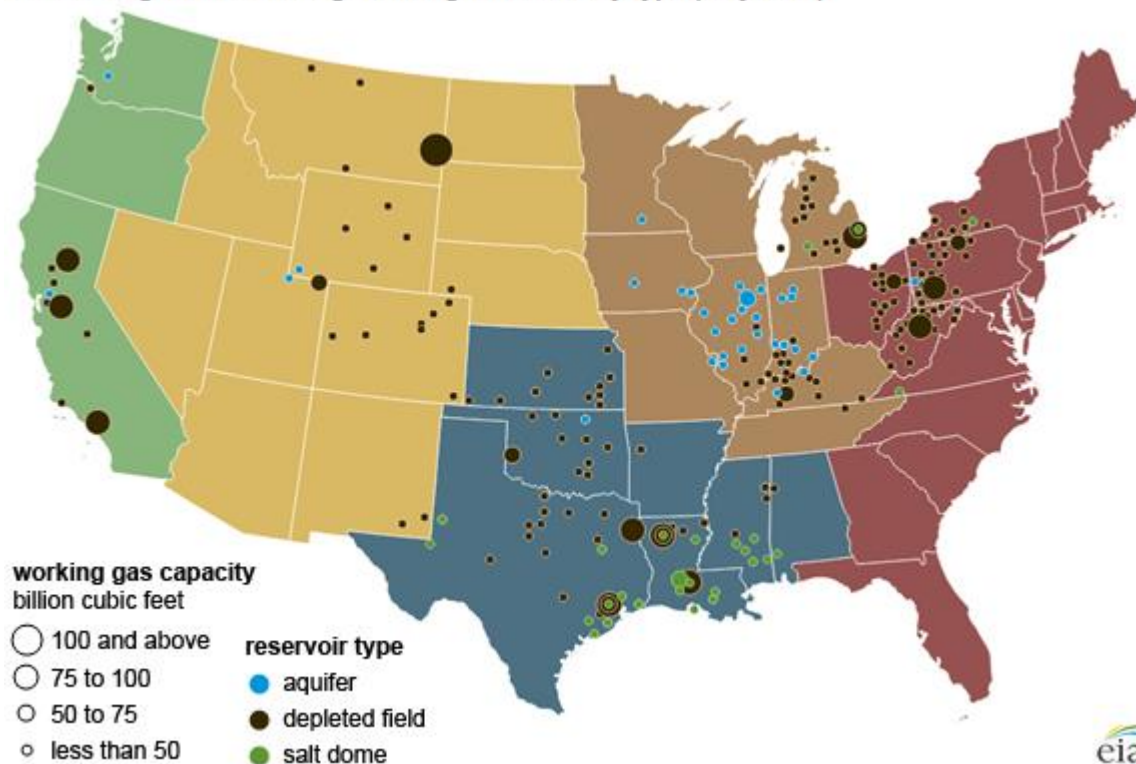 working gas capacity
billion cubic feet
100 and above
75 to 100
50 to 75
less than 50
reservoir type
aquifer
depleted field
salt dome
eia